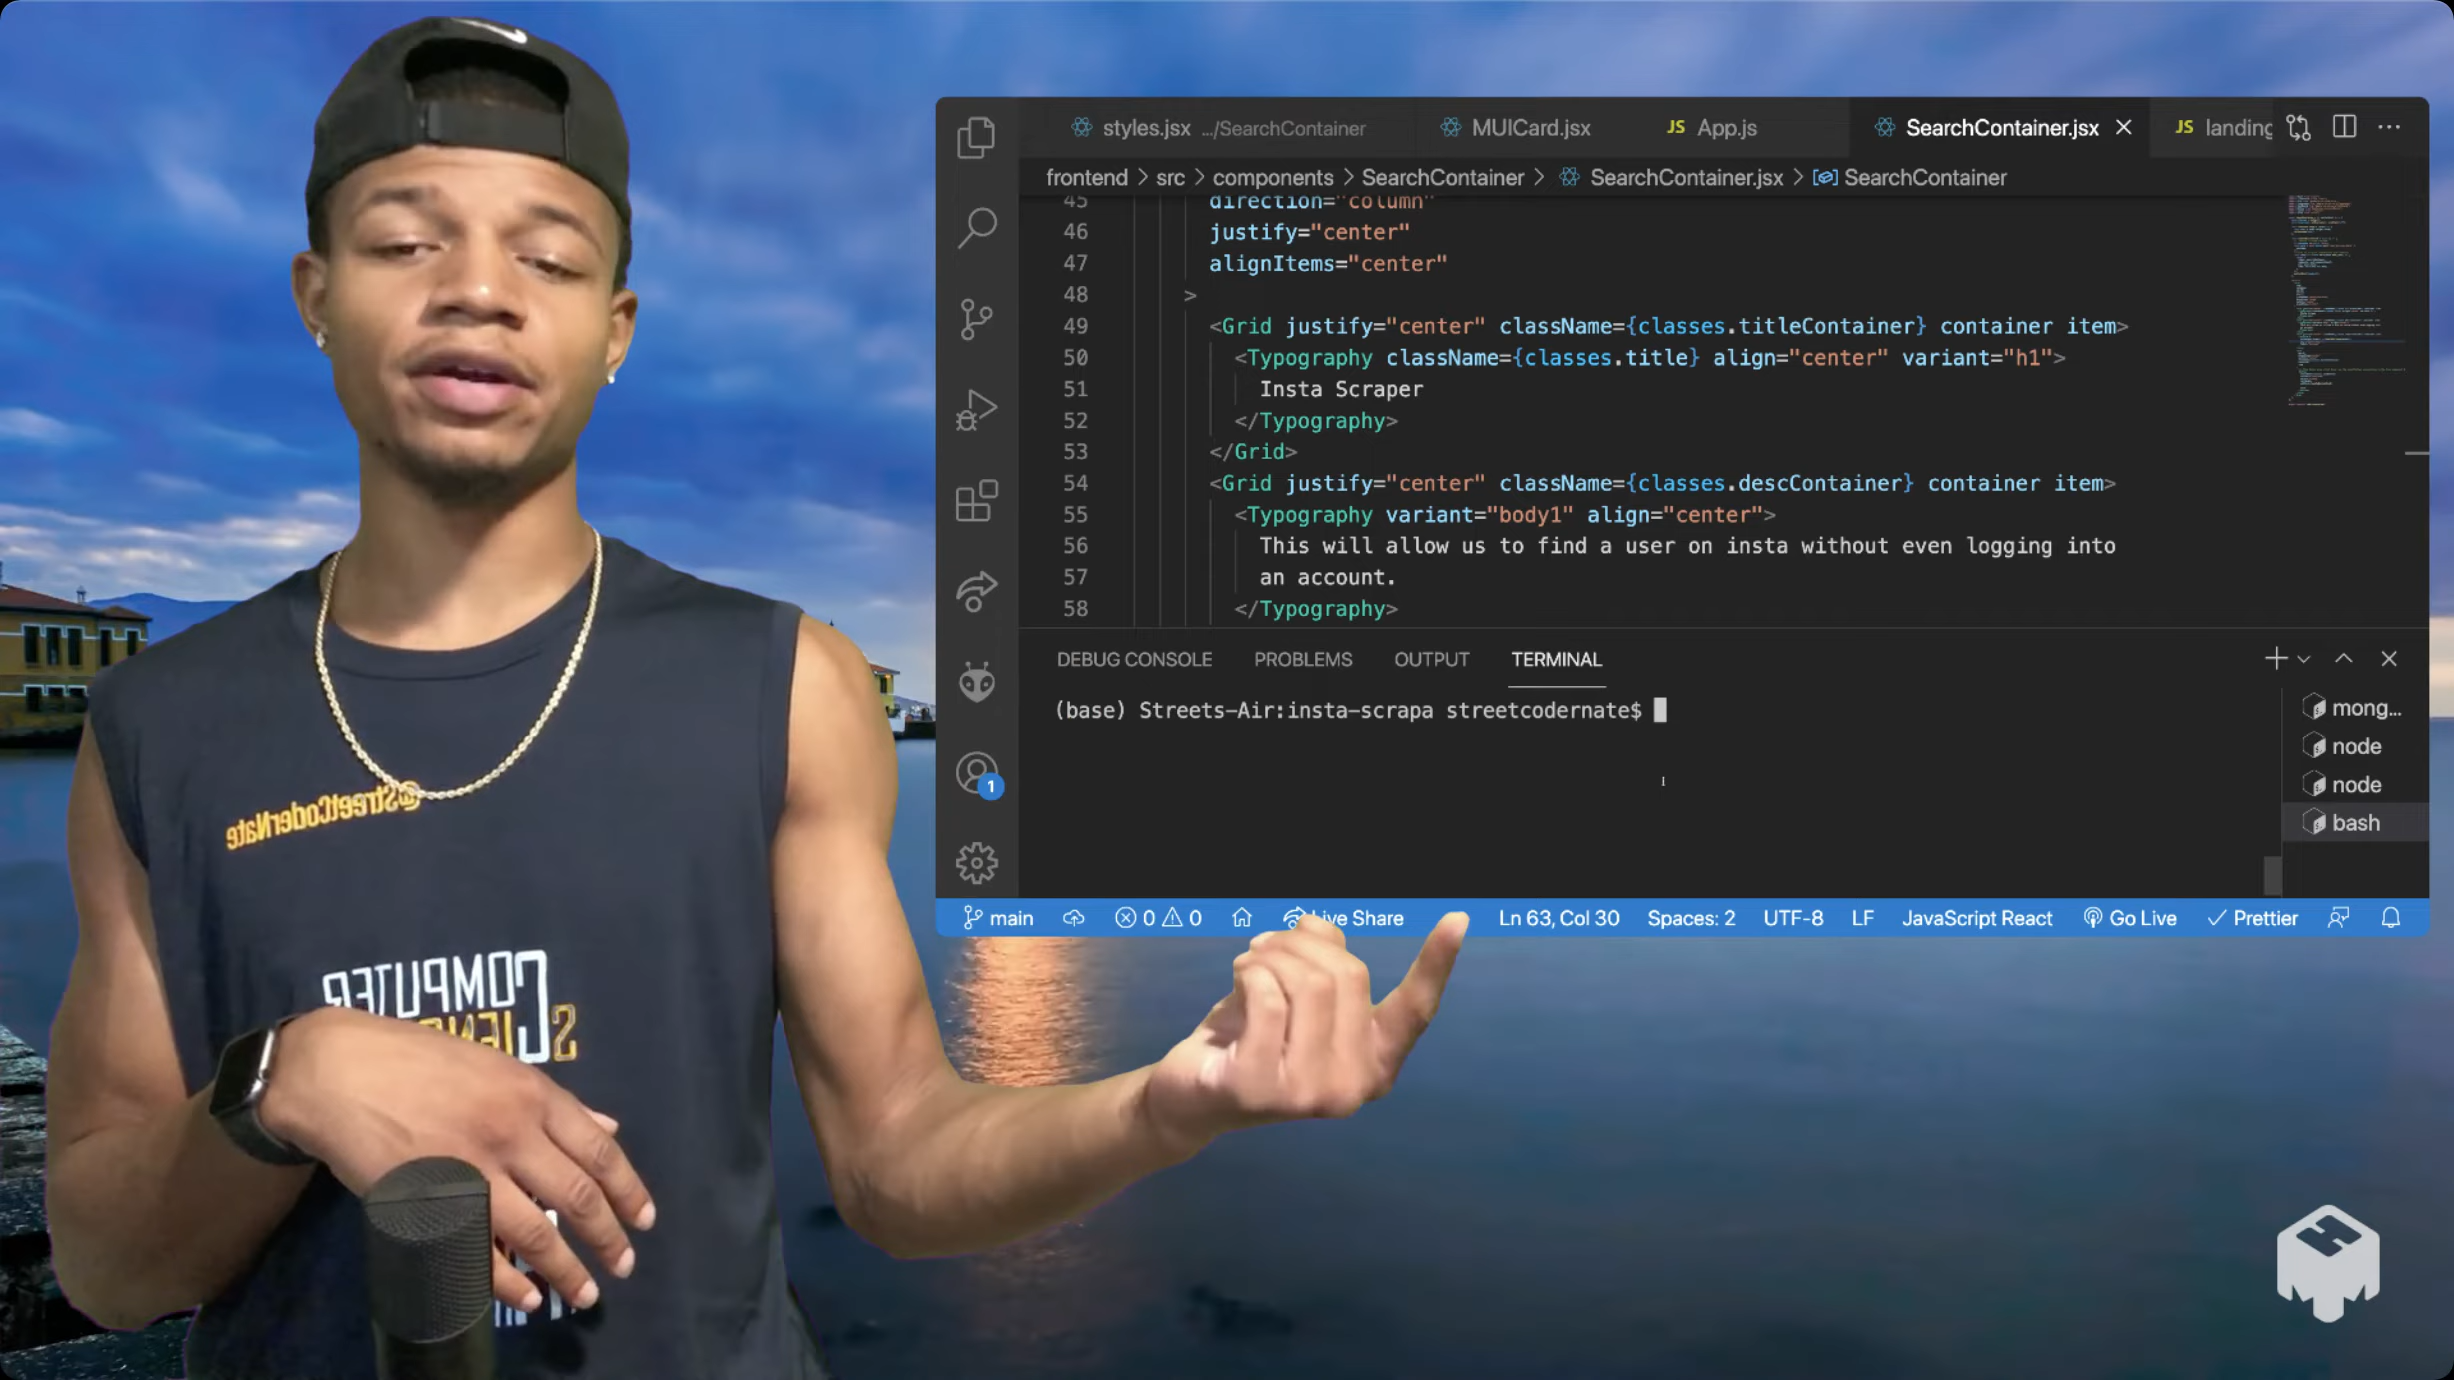 styles.jsx .../SearchContainer MUICard.jsx JS App.js SearchContainer.jsx JS landing
frontend > src > components > SearchContainer > SearchContainer.jsx > SearchContainer
45 direction="column"
46 justify="center"
47 alignItems="center"
48 >
49 <Grid justify="center" className={classes.titleContainer} container item>
50 <Typography className={classes.title} align="center" variant="h1">
51 Insta Scraper
52 </Typography>
53 </Grid>
54 <Grid justify="center" className={classes.descContainer} container item>
55 <Typography variant="body1" align="center">
56 This will allow us to find a user on insta without even logging into
57 an account.
58 </Typography>
DEBUG CONSOLE PROBLEMS OUTPUT TERMINAL
(base) Streets-Air:insta-scrapa streetcodernate$
mong...
node
node
bash
1
main 0 0 Live Share Ln 63, Col 30 Spaces: 2 UTF-8 LF JavaScript React Go Live Prettier
@StreetCoderNate
COMPUTER